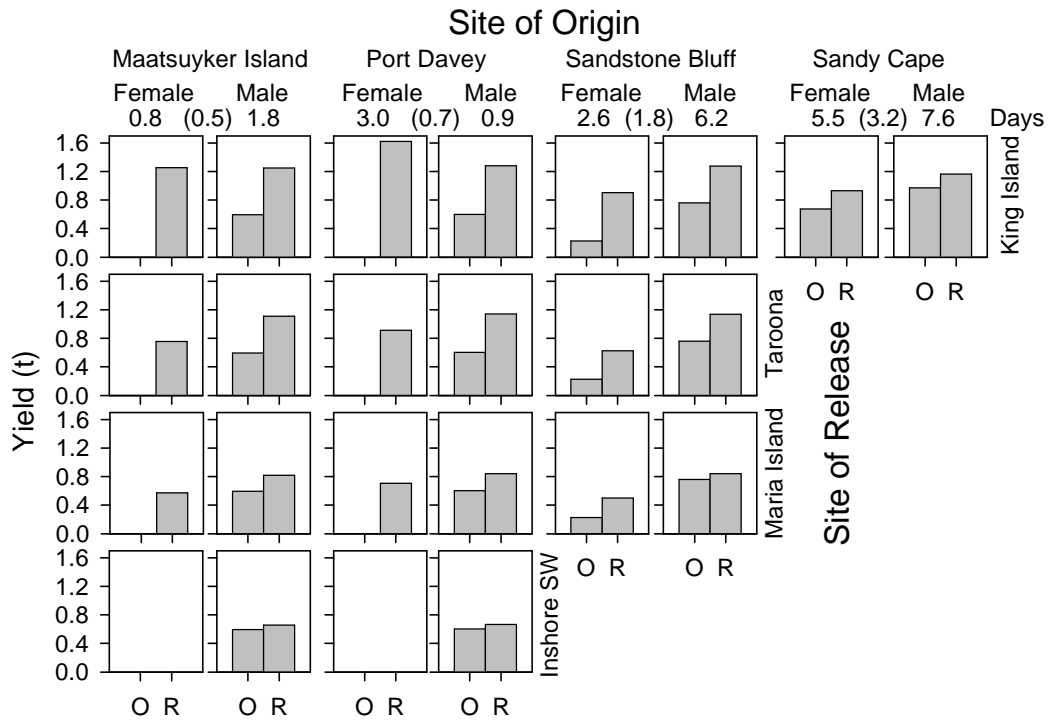 Site of Origin
Maatsuyker Island Port Davey Sandstone Bluff Sandy Cape
Female Male Female Male Female Male Female Male
0.8 (0.5) 1.8 3.0 (0.7) 0.9 2.6 (1.8) 6.2 5.5 (3.2) 7.6 Days
1.6
1.2
0.8
0.4
0.0
King Island
O R O R
1.6
1.2
0.8
0.4
0.0
Taroona
Yield (t)
Site of Release
1.6
1.2
0.8
0.4
0.0
Maria Island
O R O R
1.6
1.2
0.8
0.4
0.0
Inshore SW
O R O R O R O R